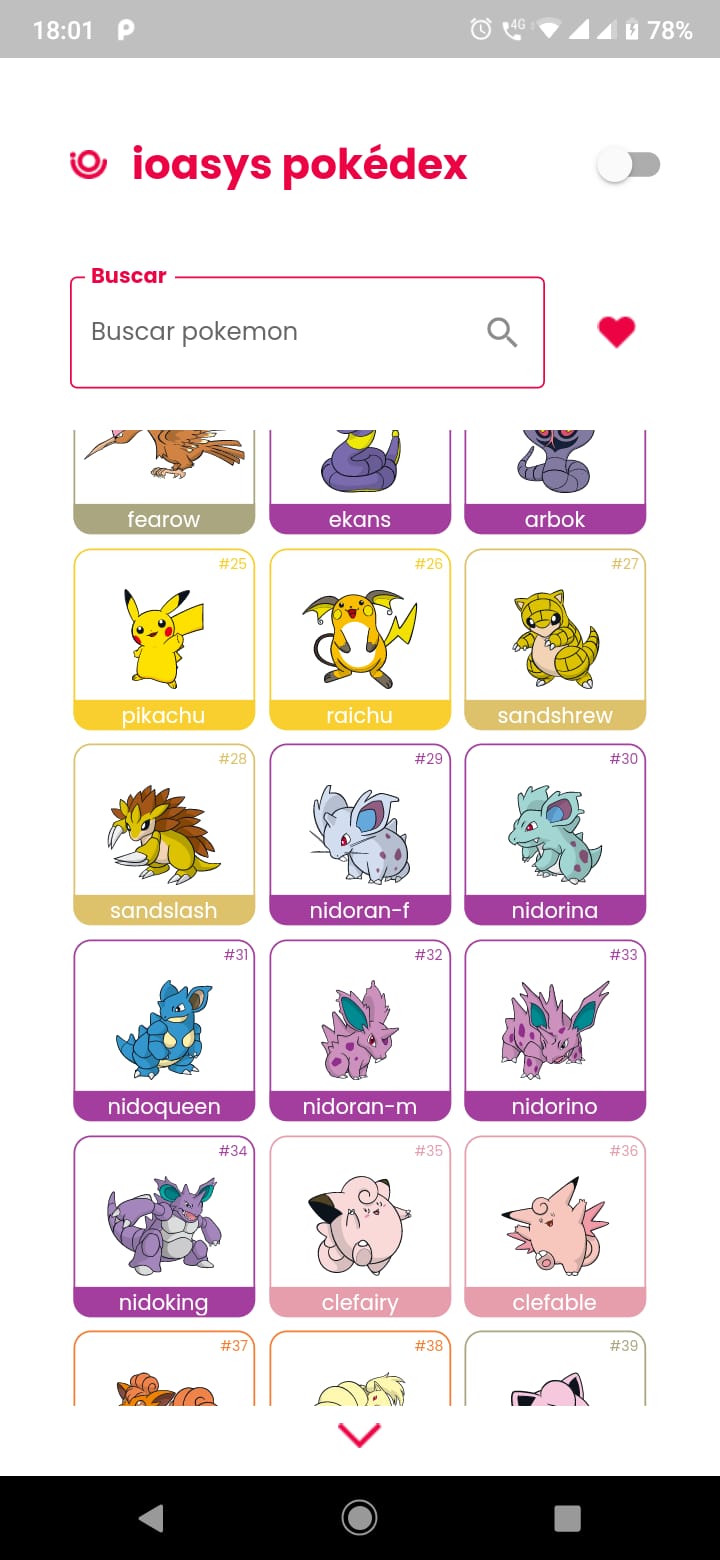 18:01 4G 78%
ioasys pokédex
Buscar
Buscar pokemon
fearow ekans arbok
#25 #26 #27
pikachu raichu sandshrew
#28 #29 #30
sandslash nidoran-f nidorina
#31 #32 #33
nidoqueen nidoran-m nidorino
#34 #35 #36
nidoking clefairy clefable
#37 #38 #39